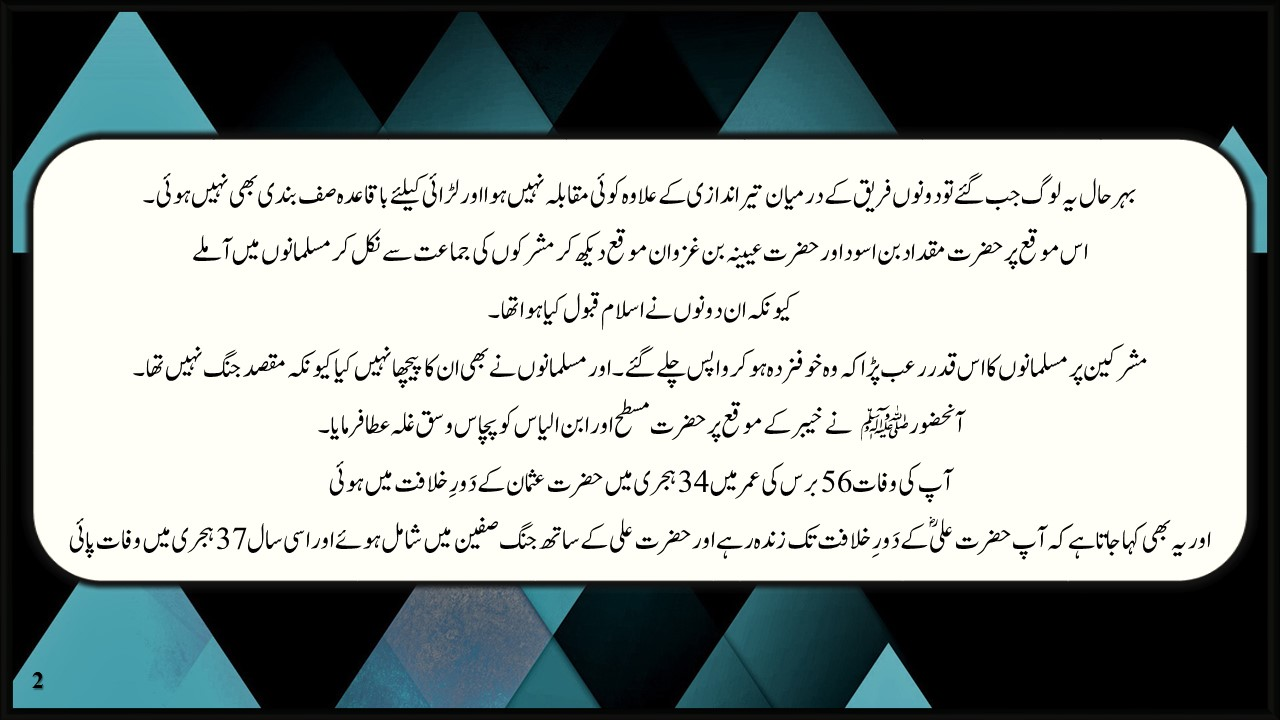 بہرحال یہ لوگ جب گئے تو دونوں فریق کے درمیان تیراندازی کے علاوہ کوئی مقابلہ نہیں ہوا اور لڑائی کیلئے باقاعدہ صف بندی بھی نہیں ہوئی۔
اس موقع پر حضرت مقداد بن اسود اور حضرت عیینہ بن غزوان موقع دیکھ کر مشرکوں کی جماعت سے نکل کر مسلمانوں میں آ ملے
کیونکہ ان دونوں نے اسلام قبول کیا ہوا تھا۔
مشرکین پر مسلمانوں کا اس قدر رعب پڑا کہ وہ خوفزدہ ہو کر واپس چلے گئے۔ اور مسلمانوں نے بھی ان کا پیچھا نہیں کیا کیونکہ مقصد جنگ نہیں تھا۔
آنحضور ﷺ نے خیبر کے موقع پر حضرت مسطح اور ابن الیاس کو پچاس وسق غلہ عطا فرمایا۔
آپ کی وفات 56 برس کی عمر میں 34 ہجری میں حضرت عثمان کے دَورِ خلافت میں ہوئی
اور یہ بھی کہا جاتا ہے کہ آپ حضرت علیؓ کے دَورِ خلافت تک زندہ رہے اور حضرت علی کے ساتھ جنگ صفین میں شامل ہوئے اور اسی سال 37 ہجری میں وفات پائی
2